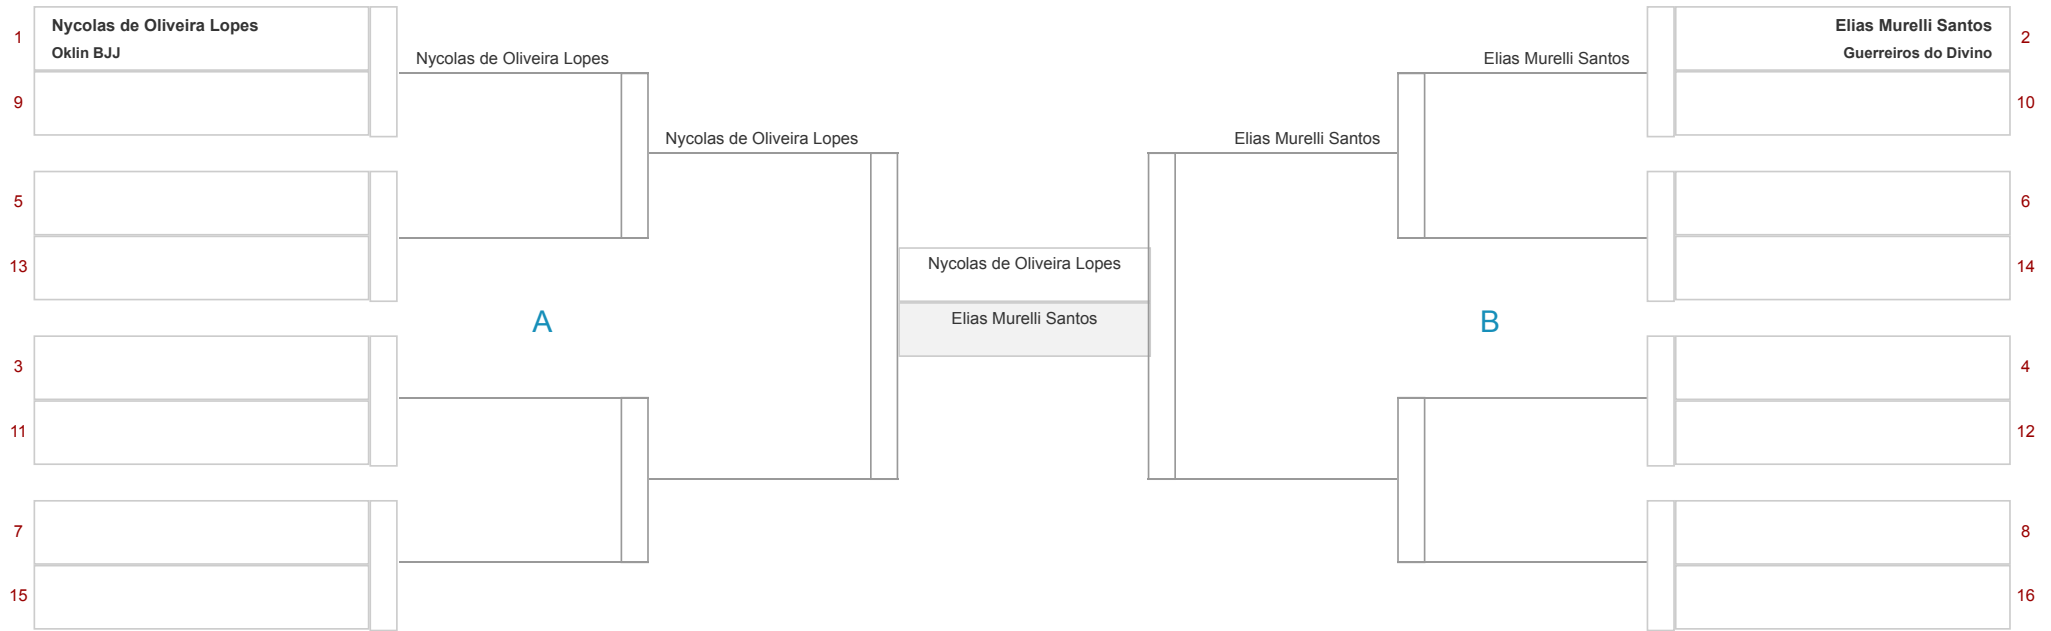 1
Nycolas de Oliveira Lopes
Oklin BJJ
9
5
13
3
11
7
15
Nycolas de Oliveira Lopes
Nycolas de Oliveira Lopes
A
Nycolas de Oliveira Lopes
Elias Murelli Santos
Elias Murelli Santos
Elias Murelli Santos
B
Elias Murelli Santos
Guerreiros do Divino
2
10
6
14
4
12
8
16